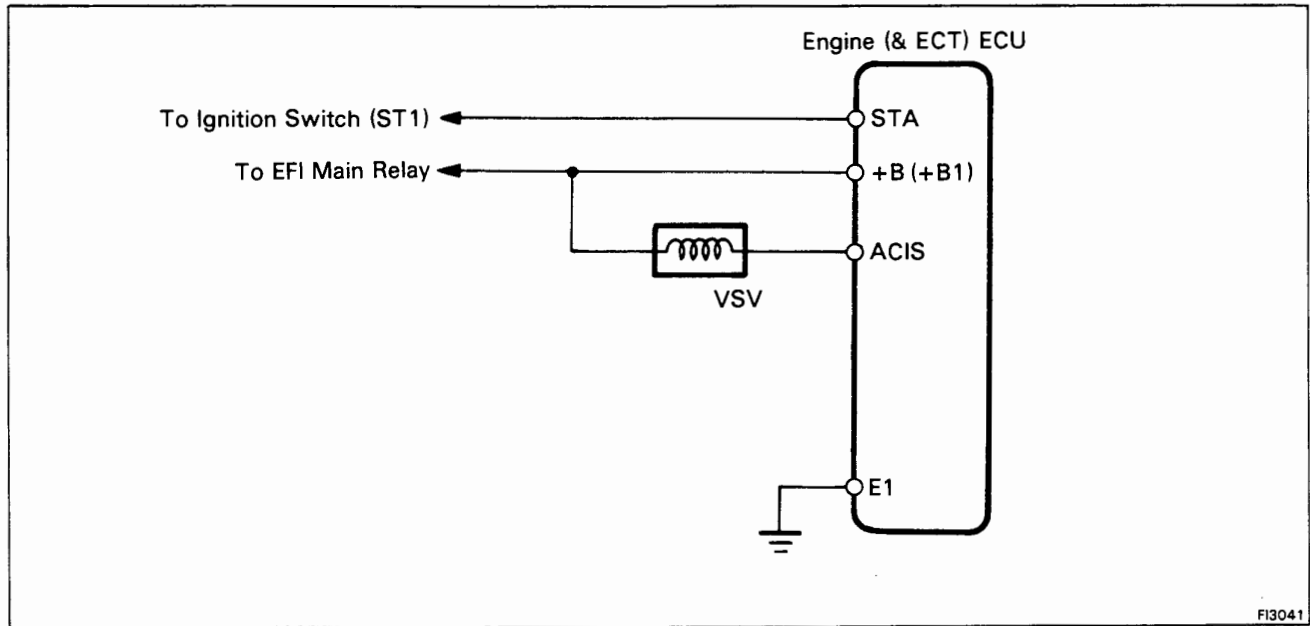 Engine (& ECT) ECU
To Ignition Switch (ST1)
STA
To EFI Main Relay
+B (+B1)
ACIS
VSV
E1
FI3041